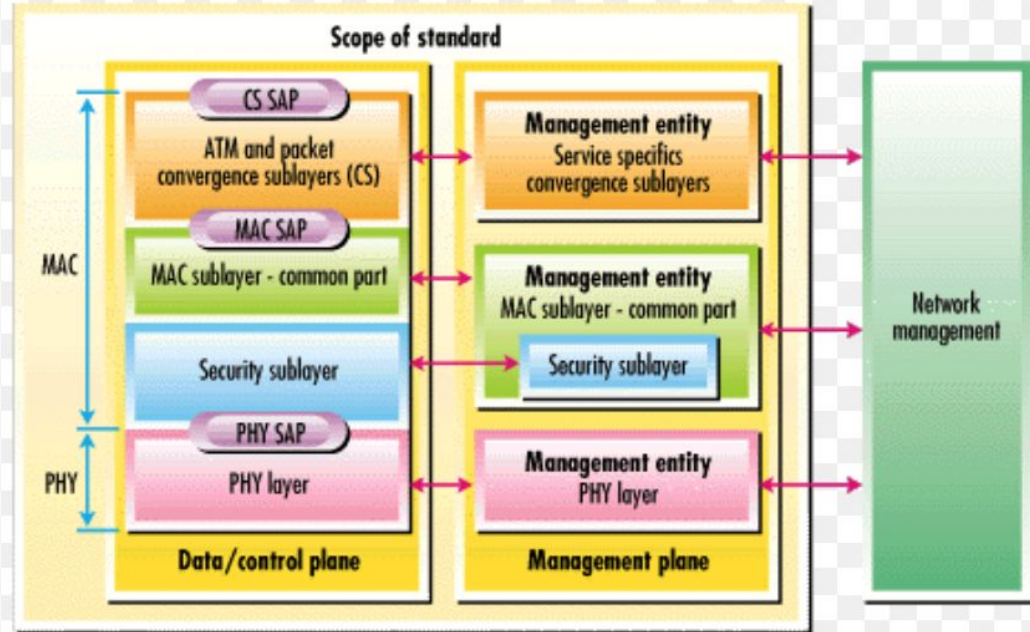 Scope of standard
CS SAP
ATM and packet
convergence sublayers (CS)
MAC SAP
MAC sublayer - common part
Security sublayer
PHY SAP
PHY layer
Data/control plane
MAC
PHY
Management entity
Service specifics
convergence sublayers
Management entity
MAC sublayer - common part
Security sublayer
Management entity
PHY layer
Management plane
Network
management